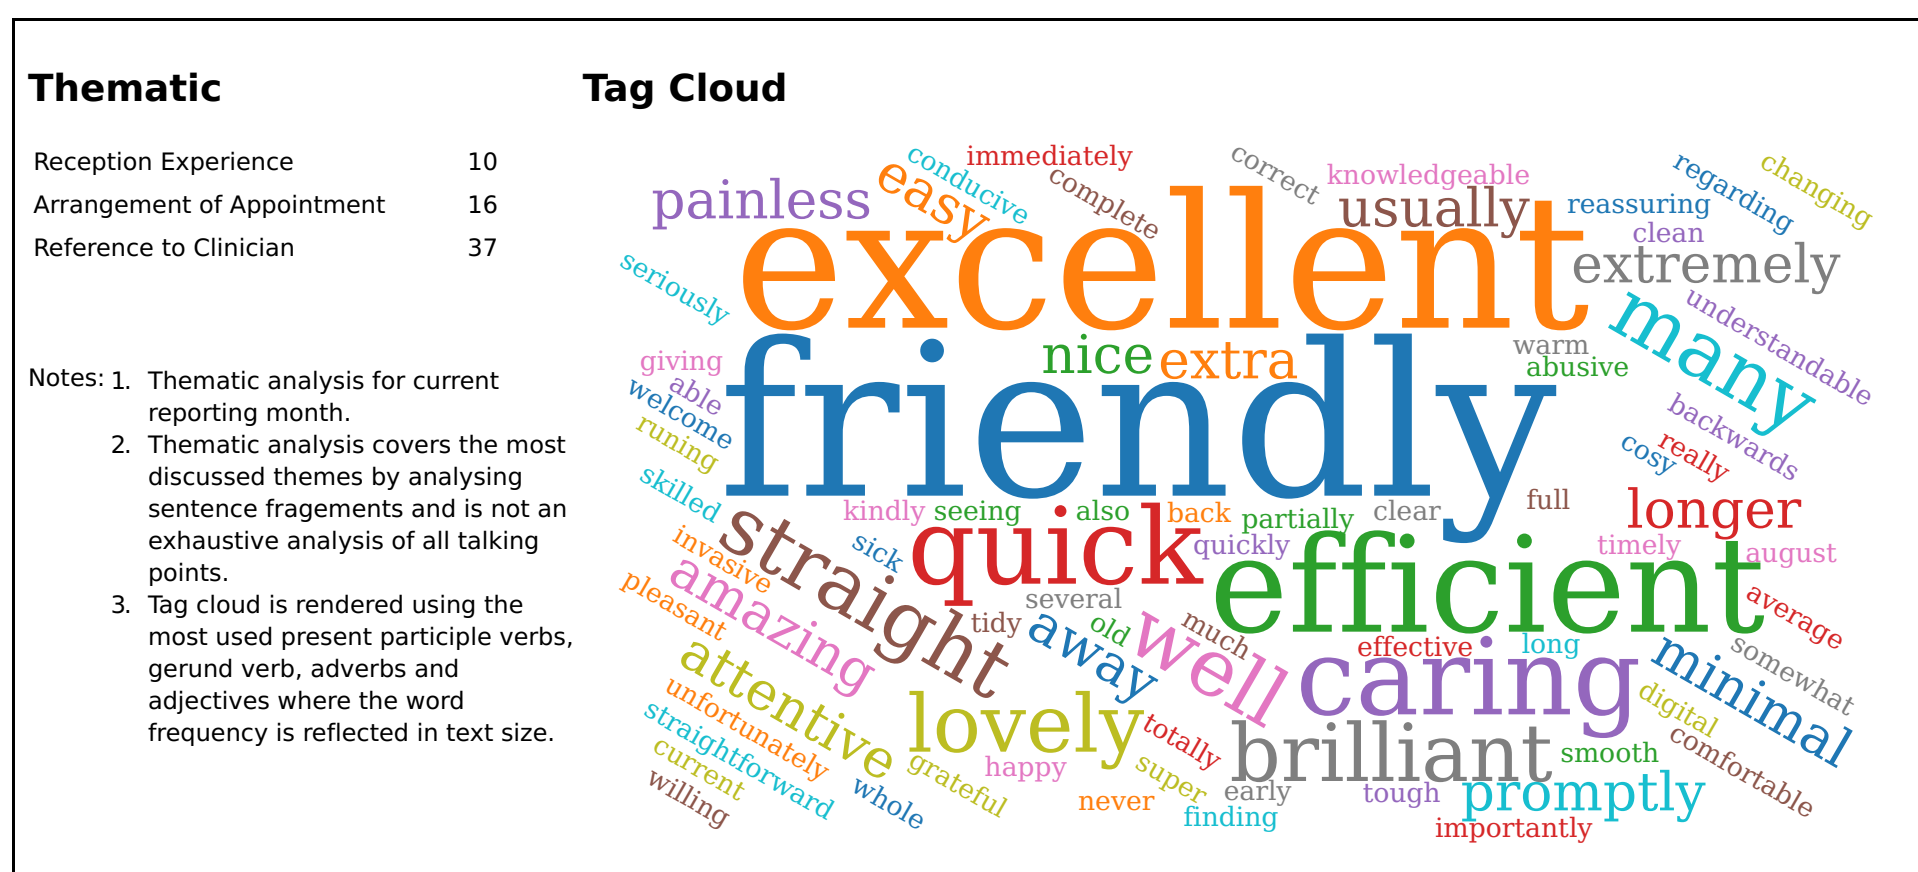 Thematic
Reception Experience 10
Arrangement of Appointment 16
Reference to Clinician 37
Notes: 1. Thematic analysis for current
reporting month.
2. Thematic analysis covers the most
discussed themes by analysing
sentence fragements and is not an
exhaustive analysis of all talking
points.
3. Tag cloud is rendered using the
most used present participle verbs,
gerund verb, adverbs and
adjectives where the word
frequency is reflected in text size.
Tag Cloud
immediately
conducive
correct
complete
easy
painless
knowledgeable
usually
regarding
changing
reassuring
clean
extremely
excellent
seriously
many
understandable
nice
extra
warm
abusive
giving
able
welcome
runing
friendly
backwards
really
cosy
skilled
kindly
seeing
also
back
partially
clear
full
longer
straight
quick
quickly
sick
invasive
timely
august
efficient
amazing
pleasant
several
tidy
away
old
much
well
average
effective
long
caring
minimal
somewhat
attentive
unfortunately
straightforward
current
willing
lovely
totally
digital
comfortable
brilliant
smooth
grateful
happy
super
whole
never
early
finding
tough
promptly
importantly